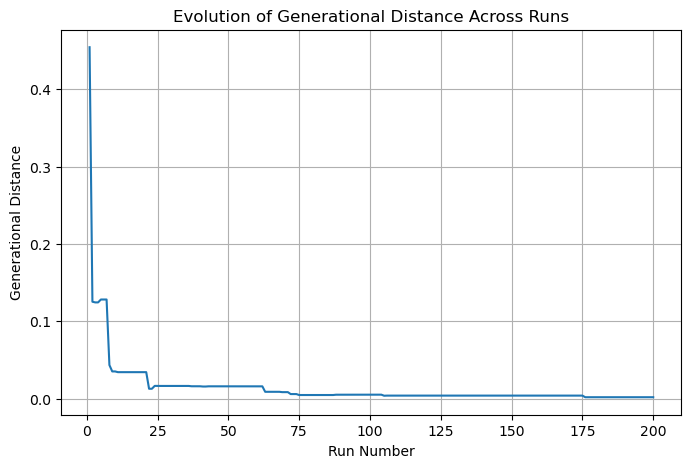 Evolution of Generational Distance Across Runs
Generational Distance
0.4
0.3
0.2
0.1
0.0
0 25 50 75 100 125 150 175 200
Run Number